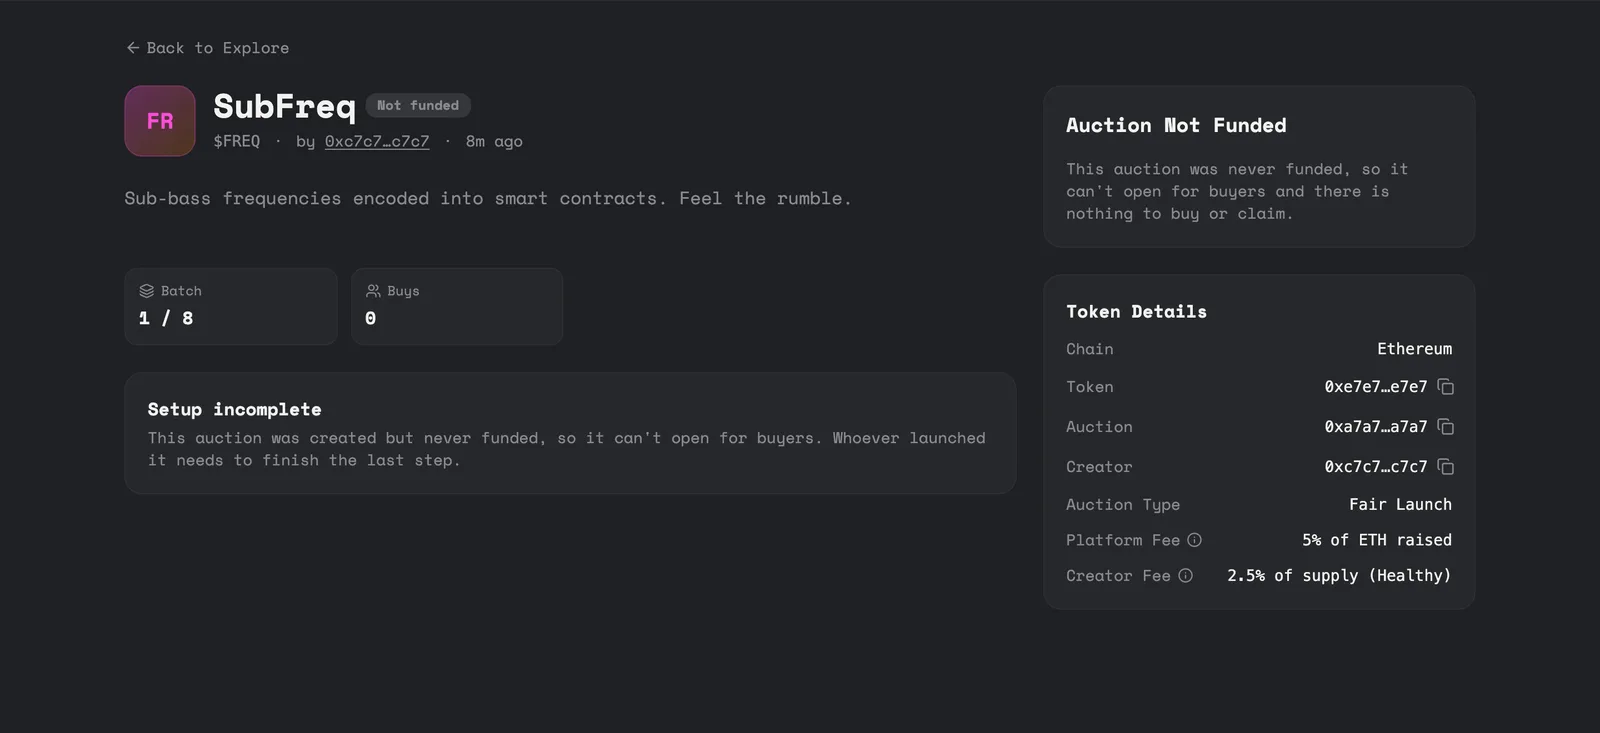 Back to Explore
FR
SubFreq
Not funded
$FREQ · by 0xc7c7…c7c7 · 8m ago
Sub-bass frequencies encoded into smart contracts. Feel the rumble.
Batch
1 / 8
Buys
0
Setup incomplete
This auction was created but never funded, so it can't open for buyers. Whoever launched
it needs to finish the last step.
Auction Not Funded
This auction was never funded, so it
can't open for buyers and there is
nothing to buy or claim.
Token Details
Chain Ethereum
Token 0xe7e7…e7e7
Auction 0xa7a7…a7a7
Creator 0xc7c7…c7c7
Auction Type Fair Launch
Platform Fee 5% of ETH raised
Creator Fee 2.5% of supply (Healthy)